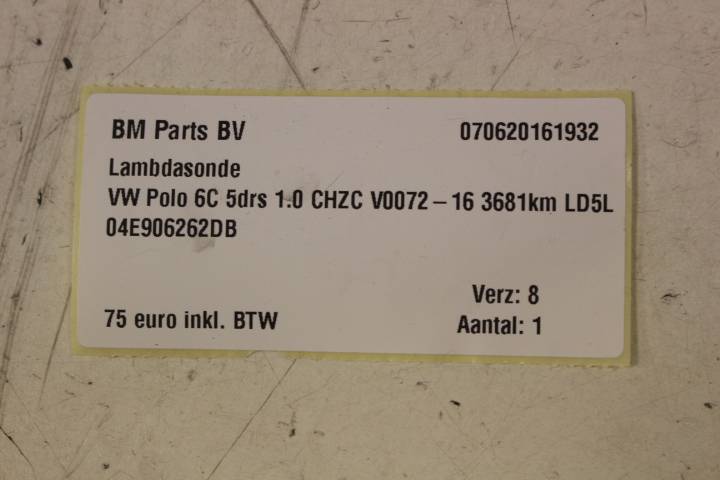 BM Parts BV 070620161932
Lambdasonde
VW Polo 6C 5drs 1.0 CHZC V0072 – 16 3681km LD5L
04E906262DB
Verz: 8
75 euro inkl. BTW Aantal: 1